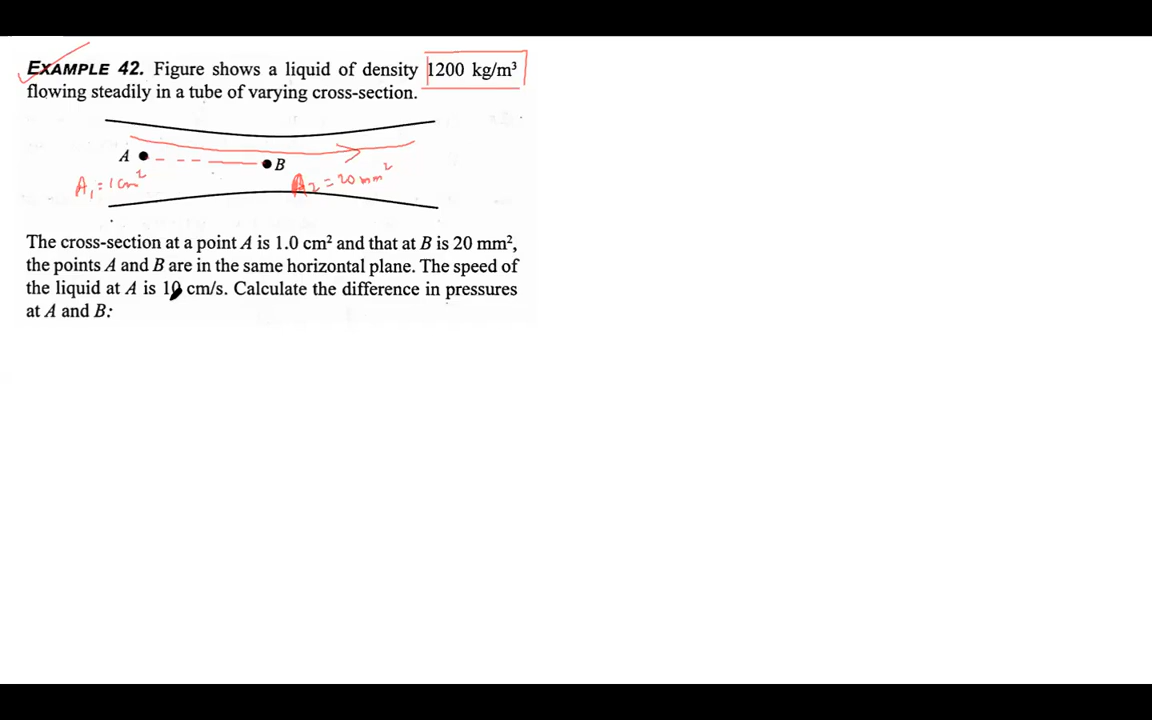 EXAMPLE 42. Figure shows a liquid of density 1200 kg/m³
flowing steadily in a tube of varying cross-section.
A
B
A₁ = 1 cm²
A₂ = 20 mm²
The cross-section at a point A is 1.0 cm² and that at B is 20 mm²,
the points A and B are in the same horizontal plane. The speed of
the liquid at A is 10 cm/s. Calculate the difference in pressures
at A and B: